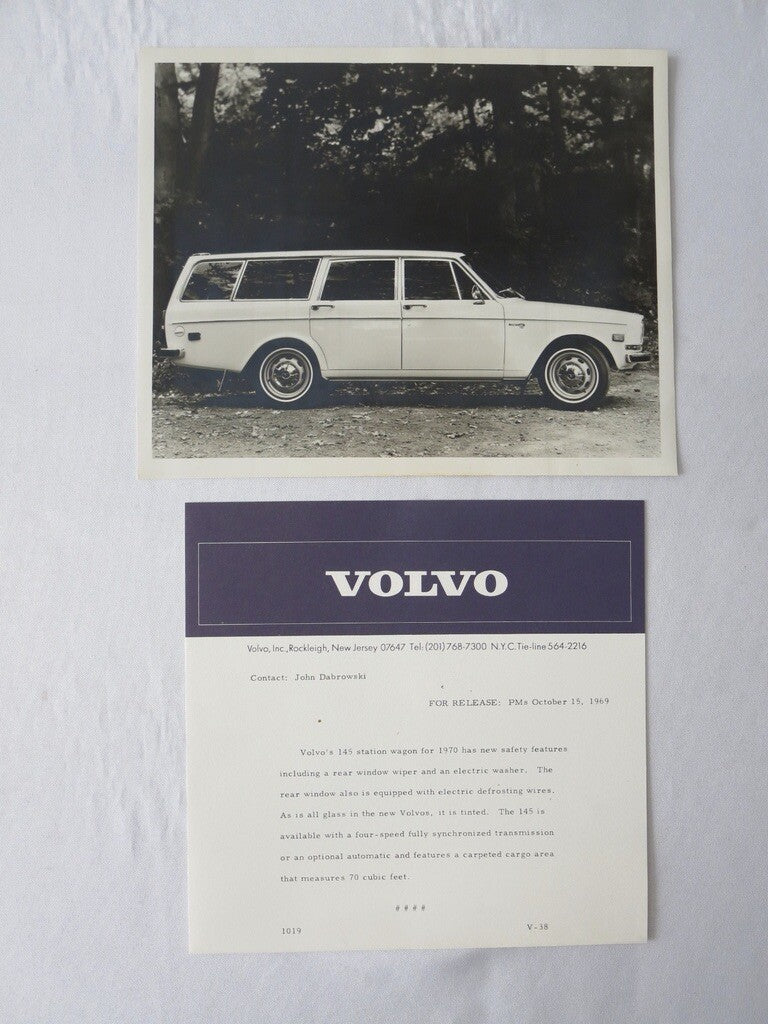 VOLVO
Volvo, Inc., Rockleigh, New Jersey 07647 Tel: (201) 768-7300 N.Y.C. Tie-line 564-2216
Contact: John Dabrowski
FOR RELEASE: PMs October 15, 1969
Volvo's 145 station wagon for 1970 has new safety features
including a rear window wiper and an electric washer. The
rear window also is equipped with electric defrosting wires.
As is all glass in the new Volvos, it is tinted. The 145 is
available with a four-speed fully synchronized transmission
or an optional automatic and features a carpeted cargo area
that measures 70 cubic feet.
####
1019 V-38